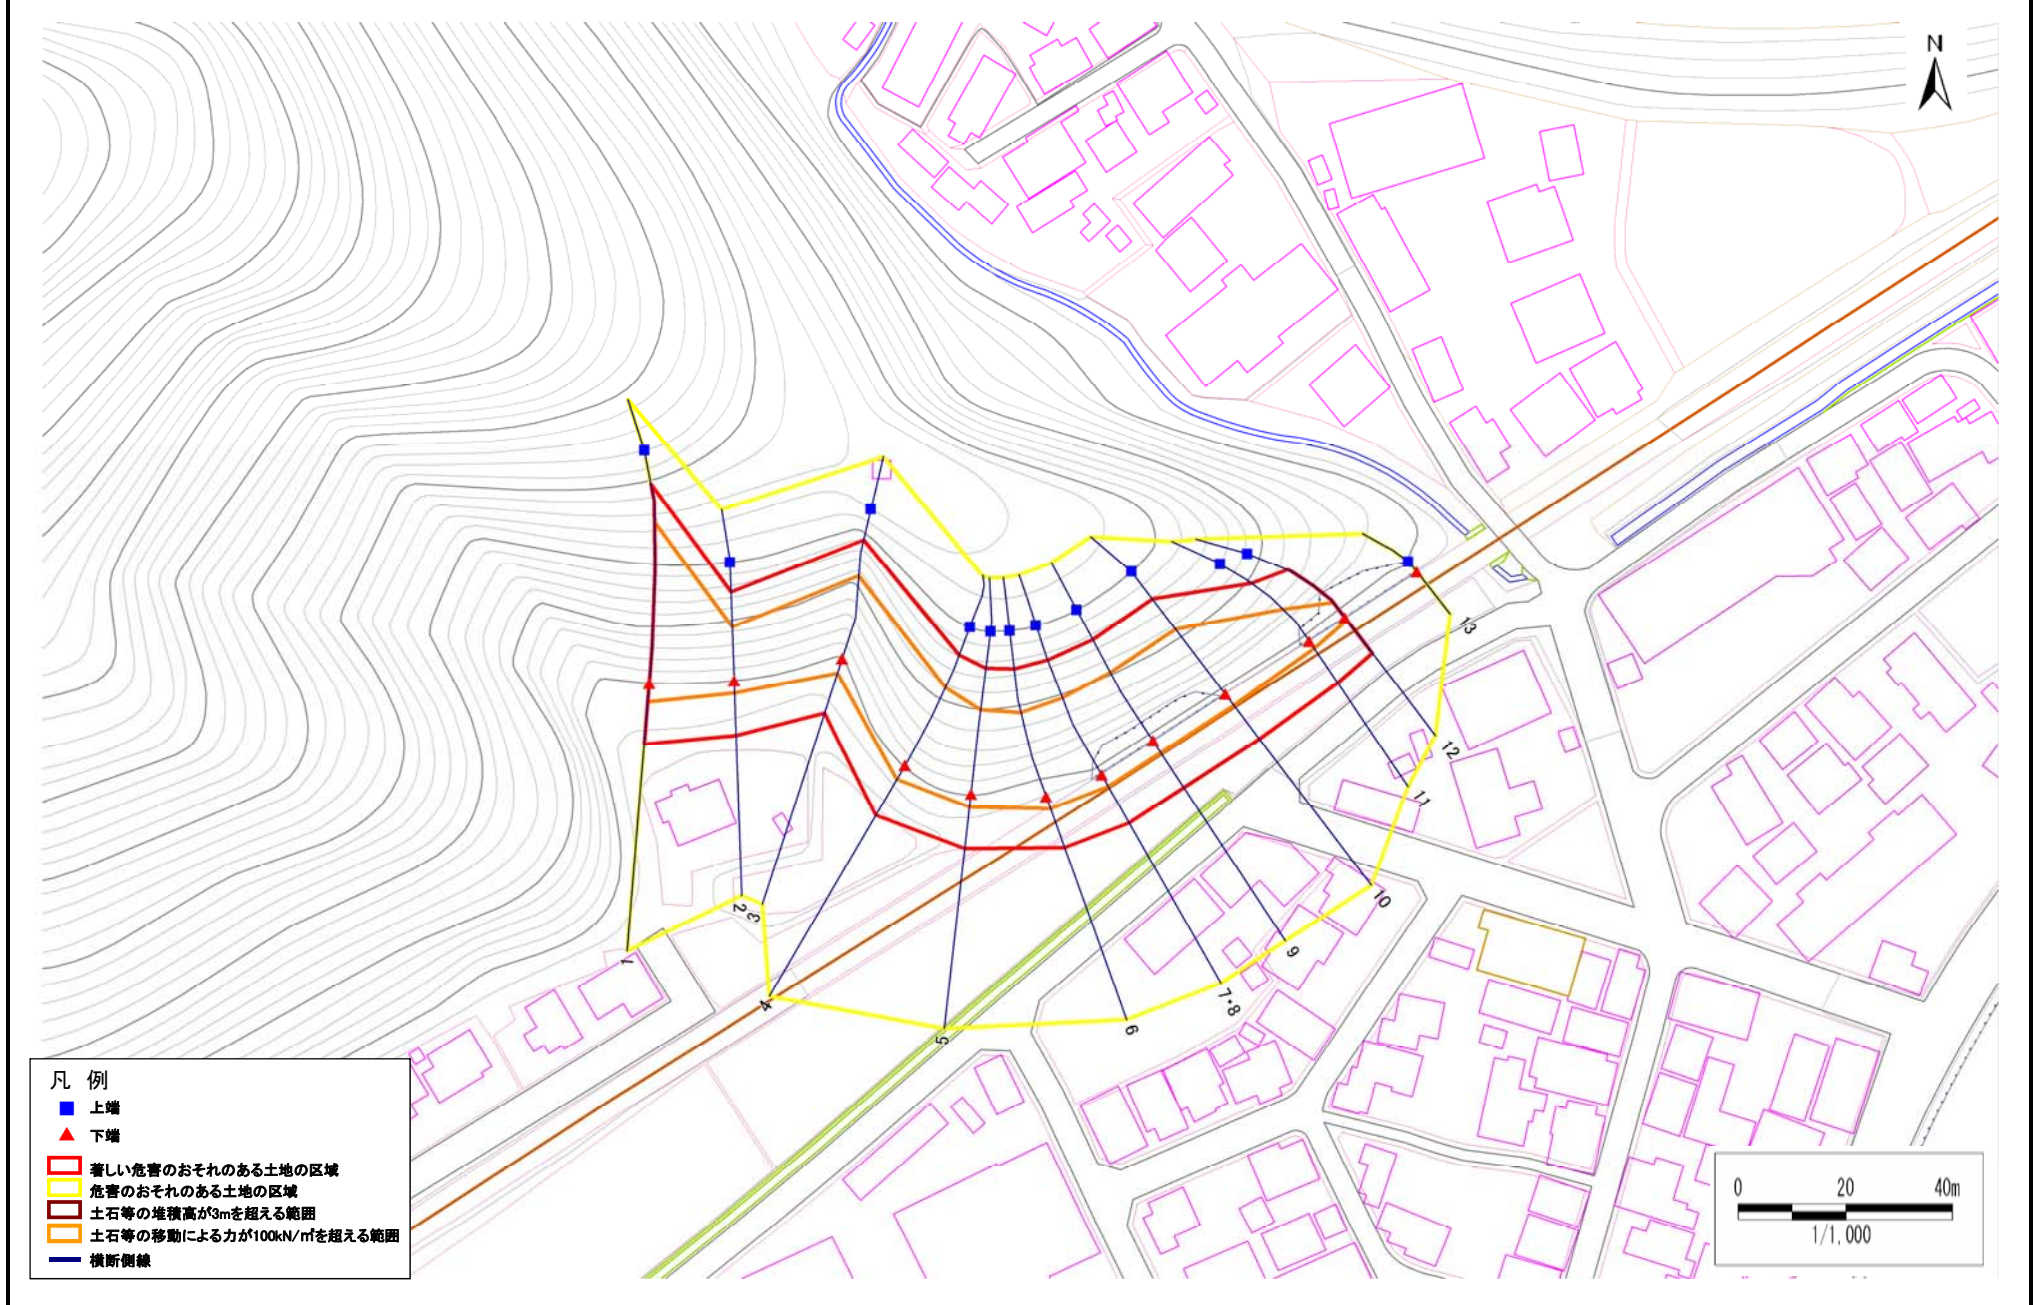 N
1
2
3
4
5
6
7・8
9
10
11
12
13
凡 例
上端
下端
著しい危害のおそれのある土地の区域
危害のおそれのある土地の区域
土石等の堆積高が3mを超える範囲
土石等の移動による力が100kN/㎡を超える範囲
横断側線
0 20 40m
1/1,000